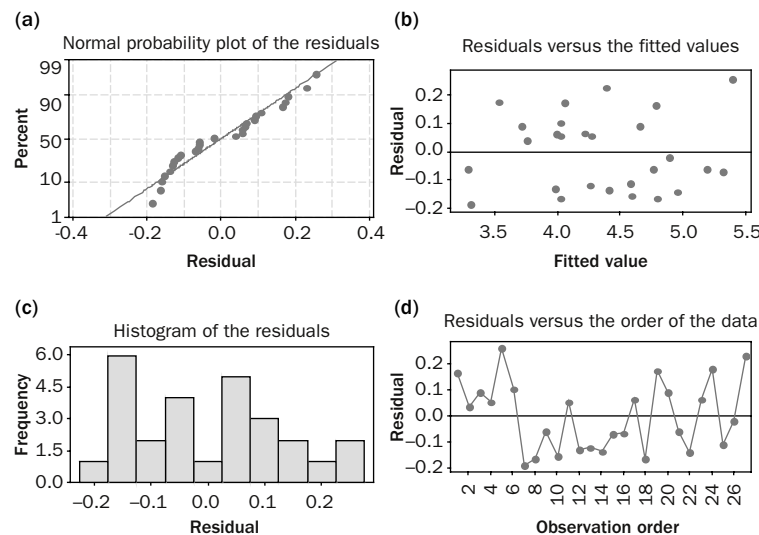 (a)
Normal probability plot of the residuals
99
90
50
10
1
Percent
-0.4 -0.2 0.0 0.2 0.4
Residual
(b)
Residuals versus the fitted values
0.2
0.1
0.0
−0.1
−0.2
Residual
3.5 4.0 4.5 5.0 5.5
Fitted value
(c)
Histogram of the residuals
6.0
4.5
3.0
1.5
0.0
Frequency
−0.2 −0.1 0.0 0.1 0.2
Residual
(d)
Residuals versus the order of the data
0.2
0.1
0.0
−0.1
−0.2
Residual
2 4 6 8 10 12 14 16 18 20 22 24 26
Observation order